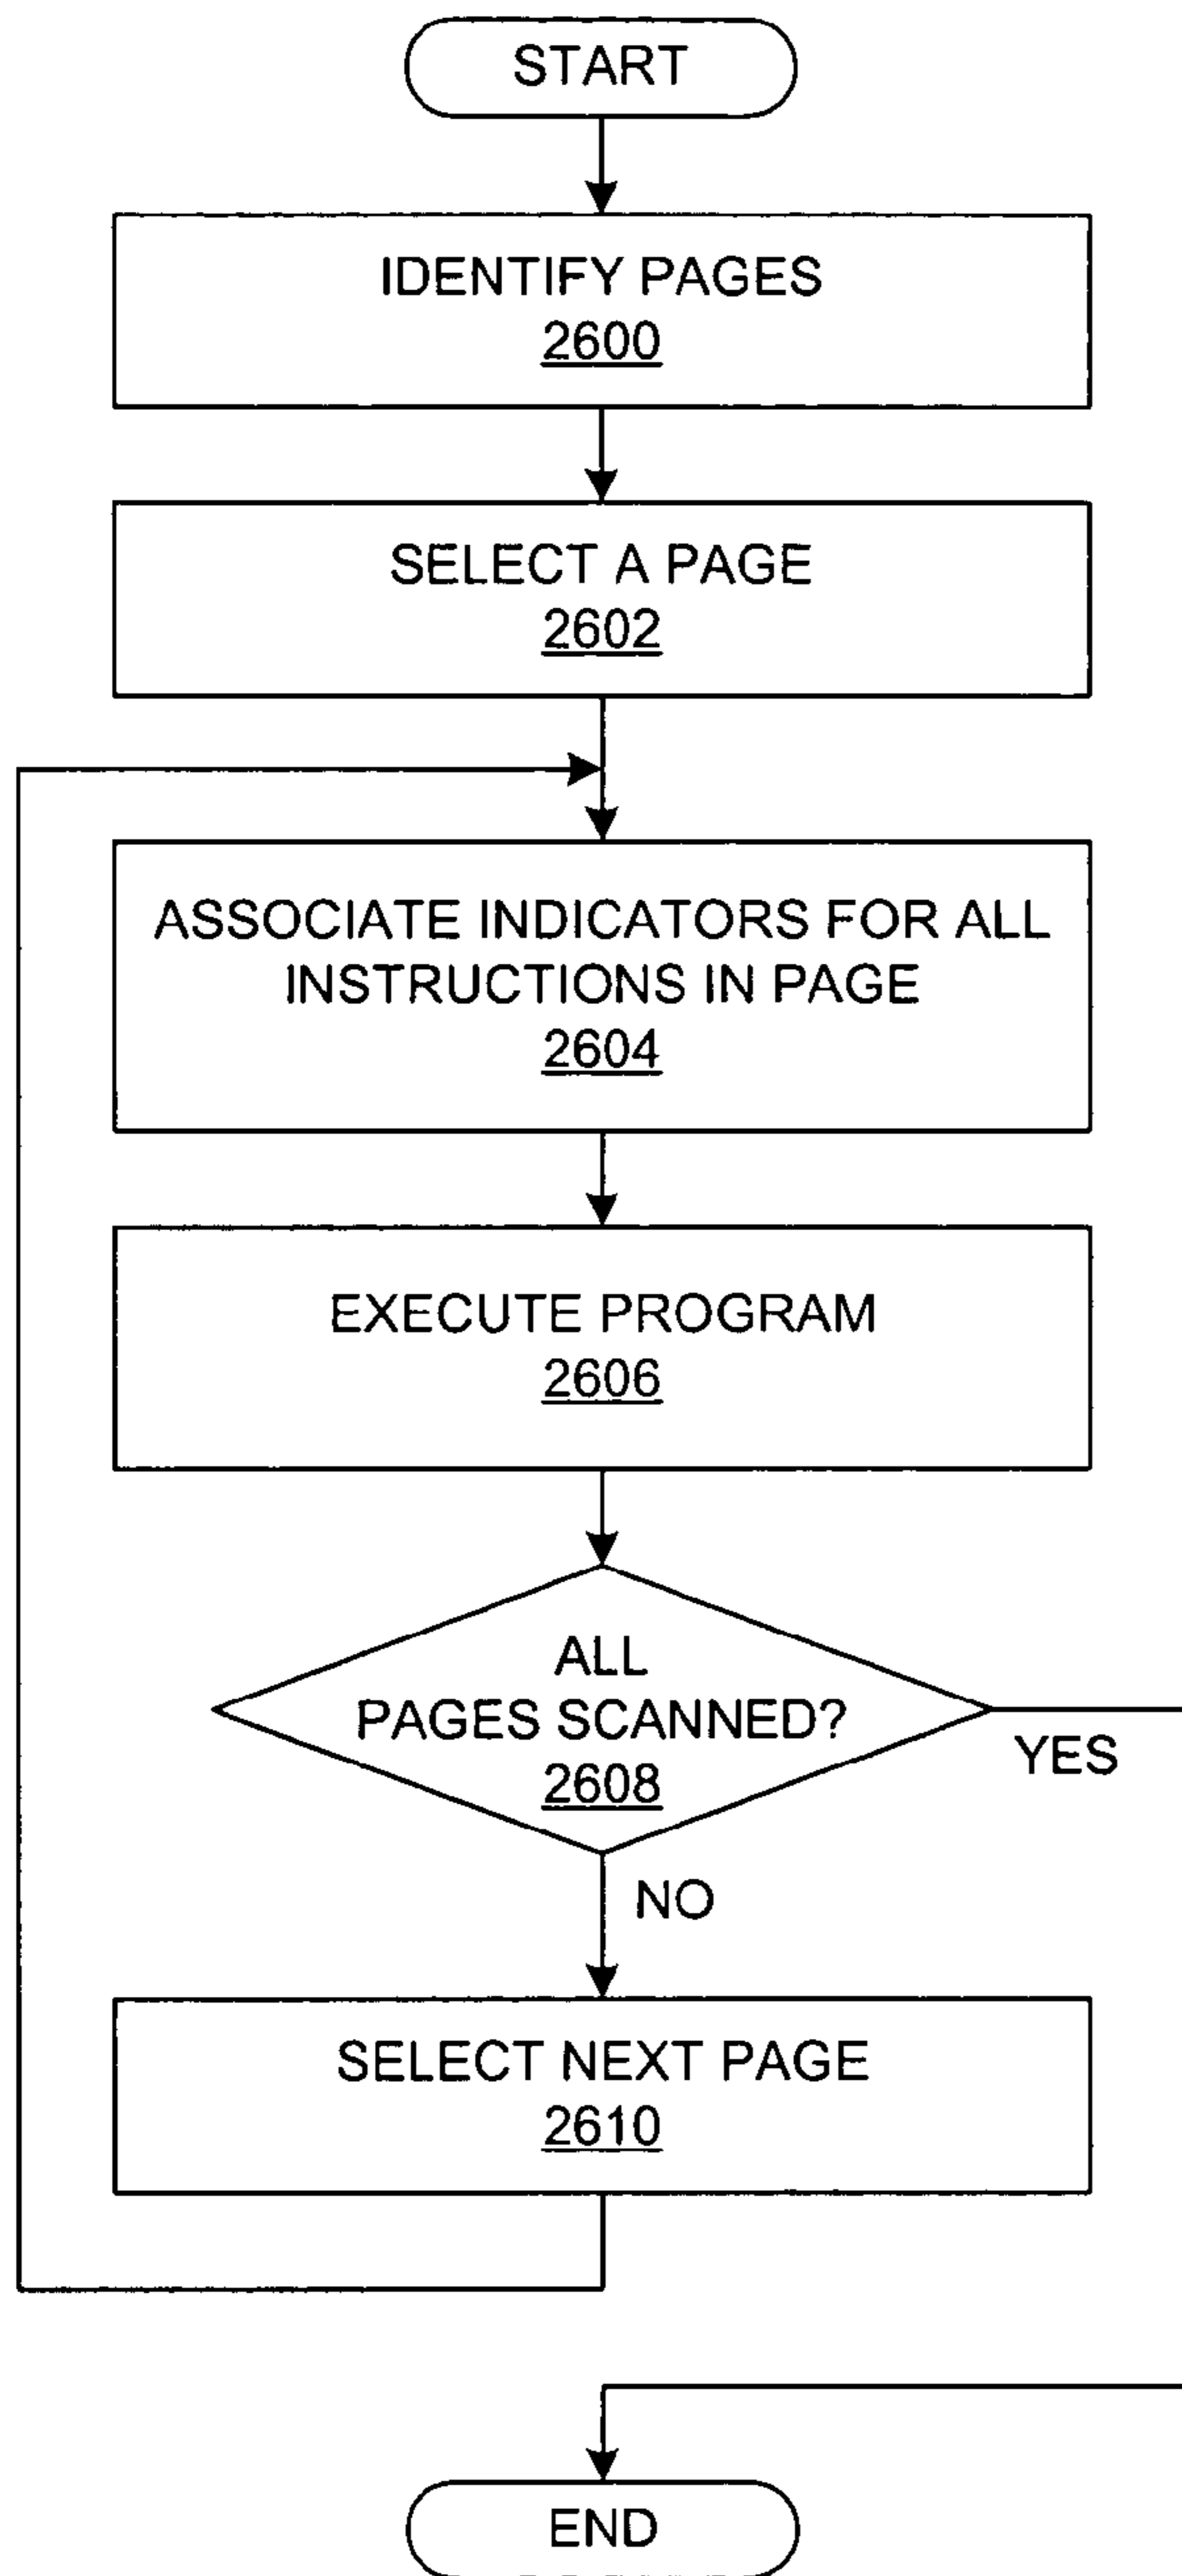 START
IDENTIFY PAGES
2600
SELECT A PAGE
2602
ASSOCIATE INDICATORS FOR ALL
INSTRUCTIONS IN PAGE
2604
EXECUTE PROGRAM
2606
ALL
PAGES SCANNED?
2608
YES
NO
SELECT NEXT PAGE
2610
END